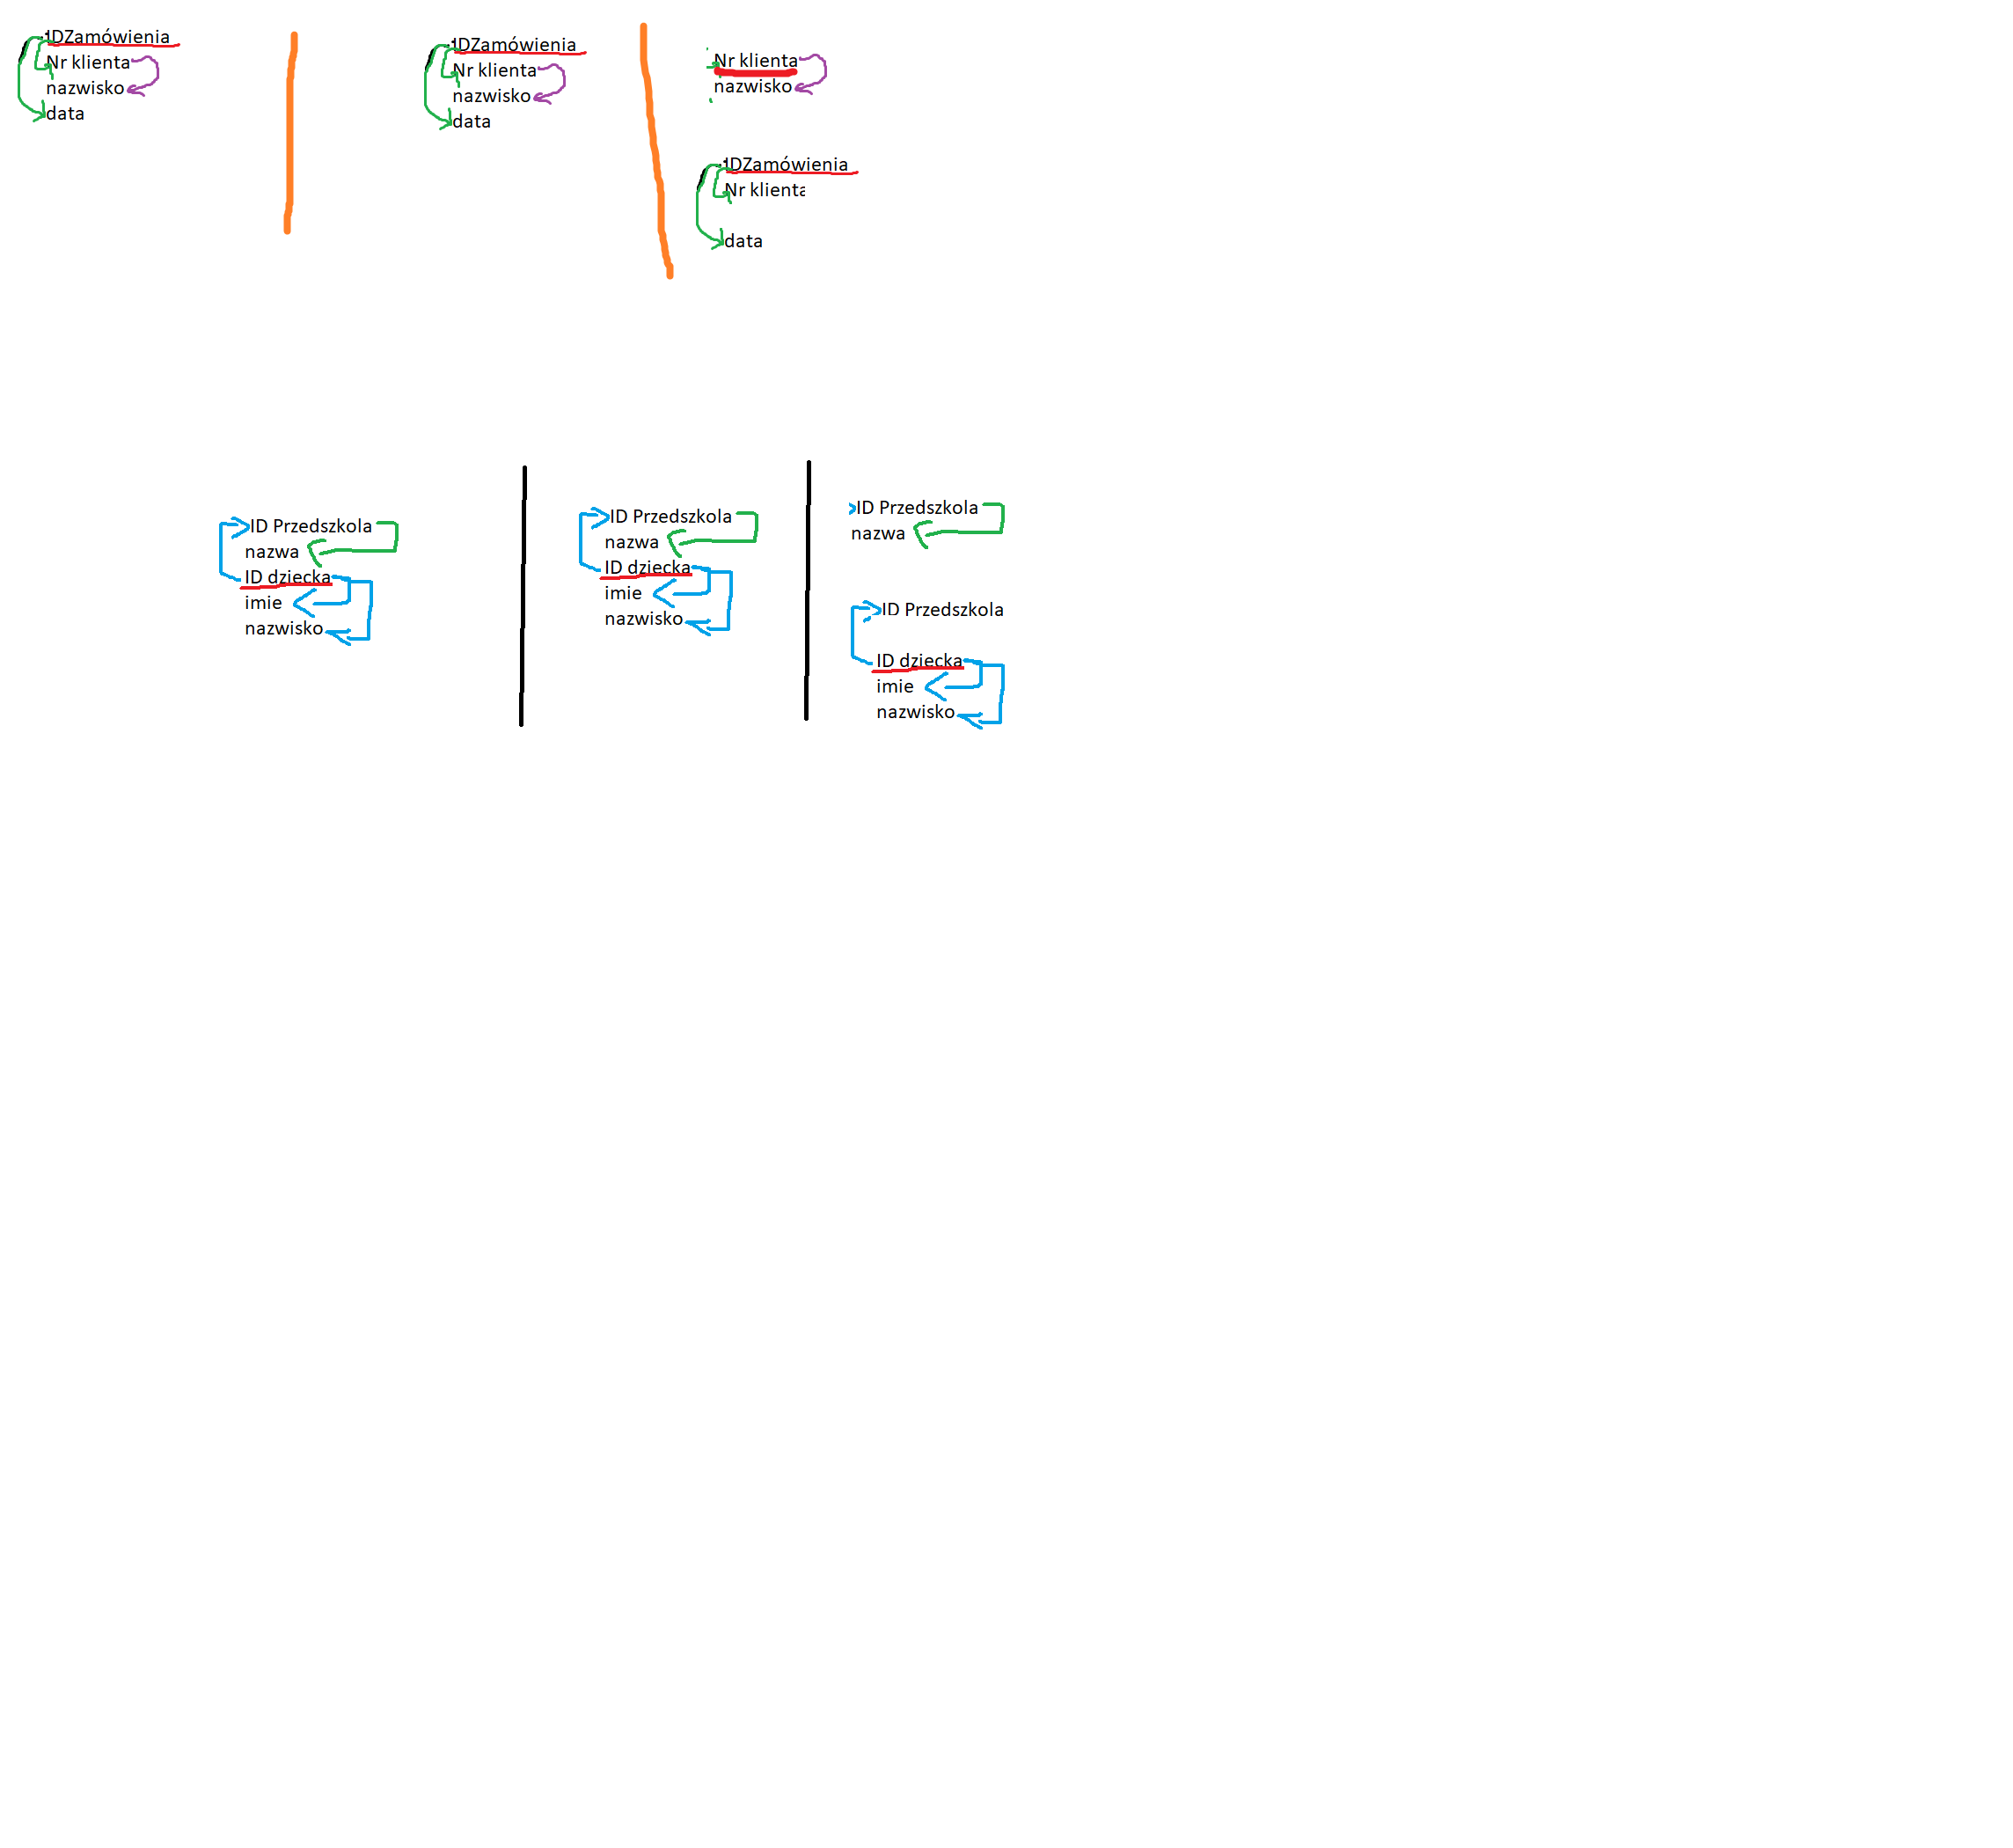 IDZamówienia
Nr klienta
nazwisko
data
IDZamówienia
Nr klienta
nazwisko
data
Nr klienta
nazwisko
IDZamówienia
Nr klienta
data
ID Przedszkola
nazwa
ID dziecka
imie
nazwisko
ID Przedszkola
nazwa
ID dziecka
imie
nazwisko
ID Przedszkola
nazwa
ID Przedszkola
ID dziecka
imie
nazwisko